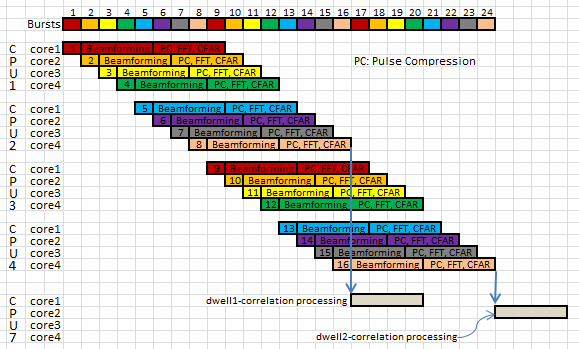 1 2 3 4 5 6 7 8 9 10 11 12 13 14 15 16 17 18 19 20 21 22 23 24
Bursts
C core1 1 Beamforming PC, FFT, CFAR
P core2 2 Beamforming PC, FFT, CFAR PC: Pulse Compression
U core3 3 Beamforming PC, FFT, CFAR
1 core4 4 Beamforming PC, FFT, CFAR
C core1 5 Beamforming PC, FFT, CFAR
P core2 6 Beamforming PC, FFT, CFAR
U core3 7 Beamforming PC, FFT, CFAR
2 core4 8 Beamforming PC, FFT, CFAR
C core1 9 Beamforming PC, FFT, CFAR
P core2 10 Beamforming PC, FFT, CFAR
U core3 11 Beamforming PC, FFT, CFAR
3 core4 12 Beamforming PC, FFT, CFAR
C core1 13 Beamforming PC, FFT, CFAR
P core2 14 Beamforming PC, FFT, CFAR
U core3 15 Beamforming PC, FFT, CFAR
4 core4 16 Beamforming PC, FFT, CFAR
C core1 dwell1-correlation processing
P core2
U core3
7 core4 dwell2-correlation processing